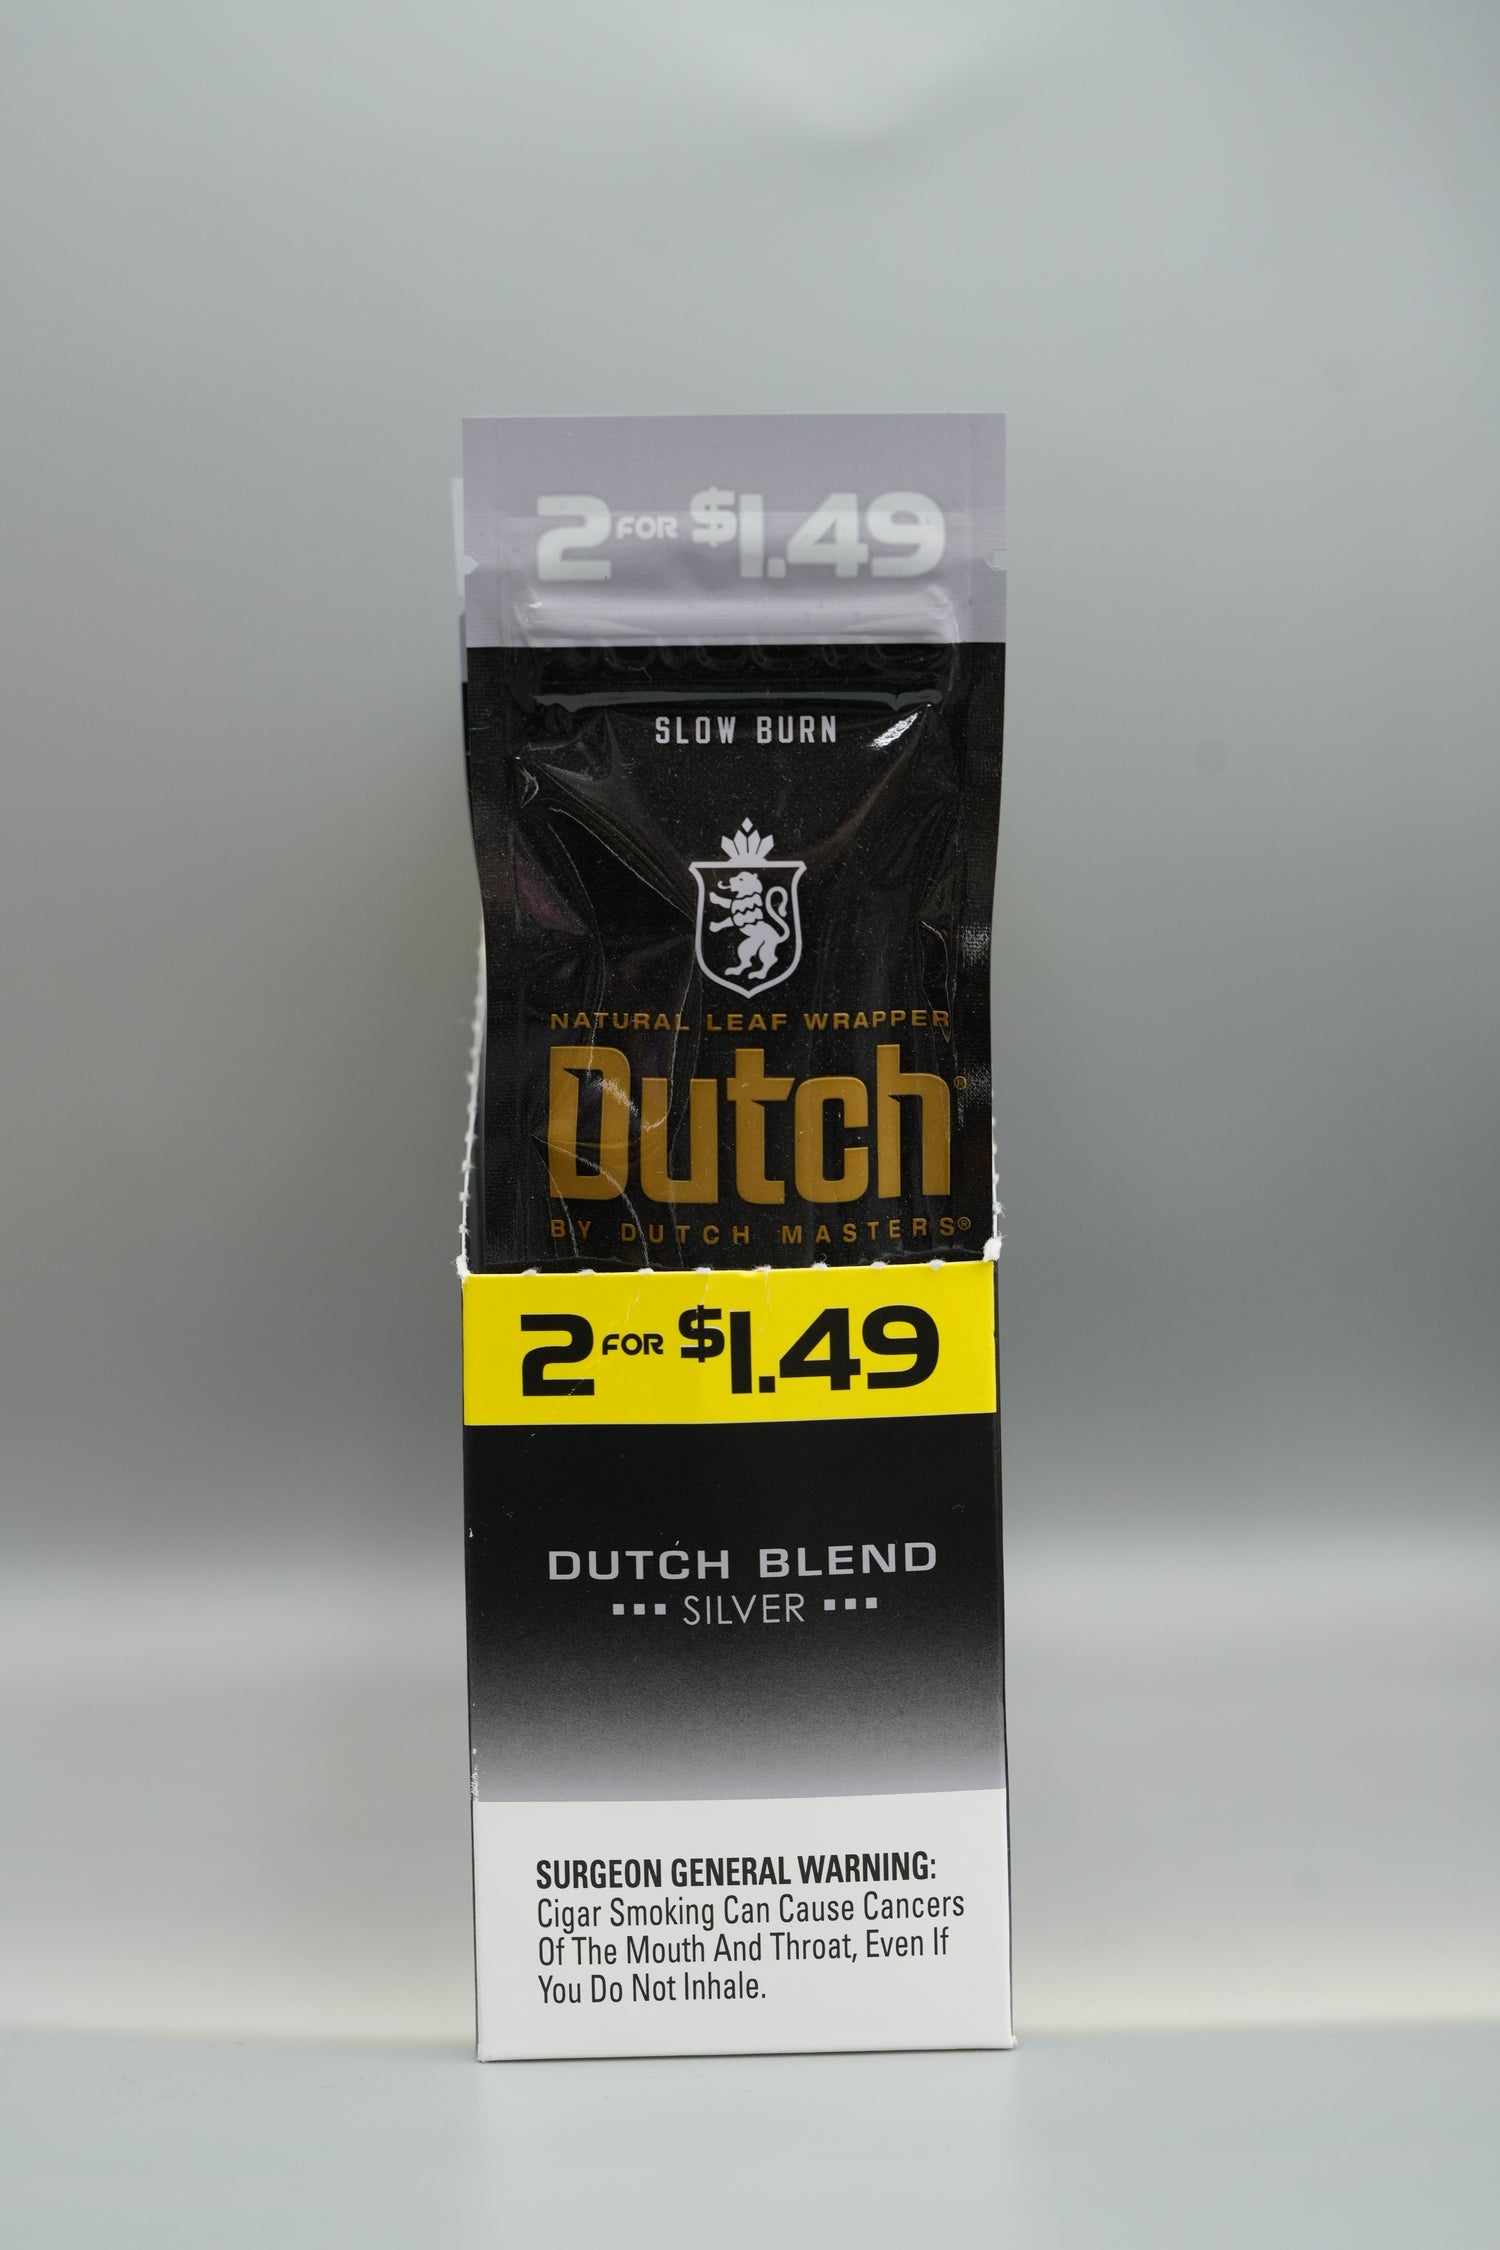 2 FOR $1.49
SLOW BURN
NATURAL LEAF WRAPPER
Dutch®
BY DUTCH MASTERS®
2 FOR $1.49
DUTCH BLEND
SILVER
SURGEON GENERAL WARNING:
Cigar Smoking Can Cause Cancers
Of The Mouth And Throat, Even If
You Do Not Inhale.